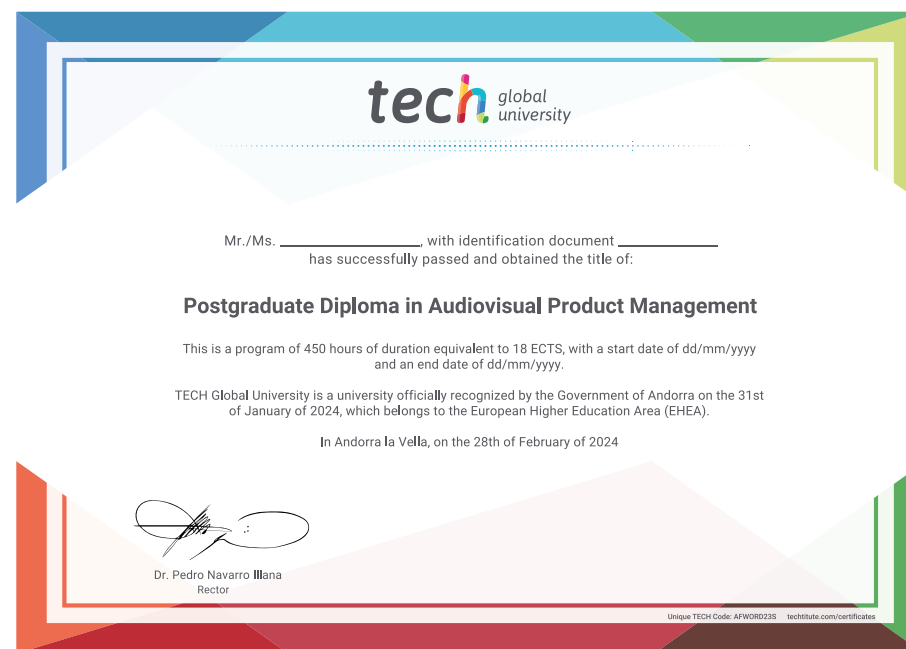 tech global university
Mr./Ms. ____________________, with identification document ______________
has successfully passed and obtained the title of:
Postgraduate Diploma in Audiovisual Product Management
This is a program of 450 hours of duration equivalent to 18 ECTS, with a start date of dd/mm/yyyy
and an end date of dd/mm/yyyy.
TECH Global University is a university officially recognized by the Government of Andorra on the 31st
of January of 2024, which belongs to the European Higher Education Area (EHEA).
In Andorra la Vella, on the 28th of February of 2024
Dr. Pedro Navarro Illana
Rector
Unique TECH Code: AFWORD23S techtitute.com/certificates